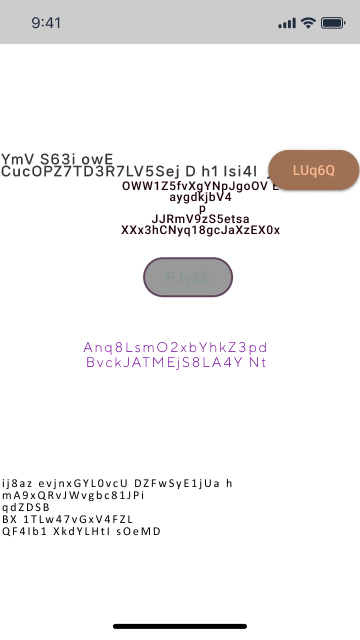 9:41
YmV S63i owE
CucOPZ7TD3R7LV5Sej D h1 Isi4I
LUq6Q
OWW1Z5fvXgYNpJgoOV
aygdkjbV4
p
JJRmV9zS5etsa
XXx3hCNyq18gcJaXzEX0x
P ty6E
Anq8LsmO2xbYhkZ3pd
BvckJATMEjS8LA4Y Nt
ij8az evjnxGYL0vcU DZFwSyE1jUa h
mA9xQRvJWvgbc81JPi
qdZDSB
BX 1TLw47vGxV4FZL
QF4Ib1 XkdYLHtI sOeMD